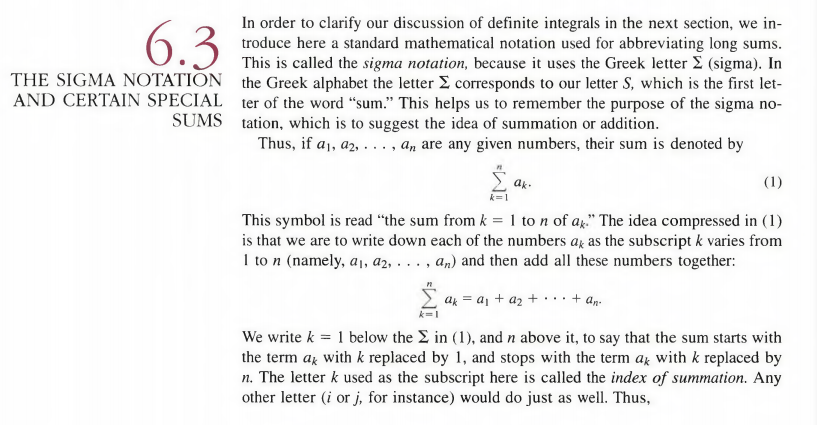 6.3
THE SIGMA NOTATION
AND CERTAIN SPECIAL
SUMS
In order to clarify our discussion of definite integrals in the next section, we in-
troduce here a standard mathematical notation used for abbreviating long sums.
This is called the sigma notation, because it uses the Greek letter Σ (sigma). In
the Greek alphabet the letter Σ corresponds to our letter S, which is the first let-
ter of the word “sum.” This helps us to remember the purpose of the sigma no-
tation, which is to suggest the idea of summation or addition.
Thus, if a₁, a₂, . . . , aₙ are any given numbers, their sum is denoted by
n
Σ aₖ. (1)
k=1
This symbol is read “the sum from k = 1 to n of aₖ.” The idea compressed in (1)
is that we are to write down each of the numbers aₖ as the subscript k varies from
1 to n (namely, a₁, a₂, . . . , aₙ) and then add all these numbers together:
n
Σ aₖ = a₁ + a₂ + · · · + aₙ.
k=1
We write k = 1 below the Σ in (1), and n above it, to say that the sum starts with
the term aₖ with k replaced by 1, and stops with the term aₖ with k replaced by
n. The letter k used as the subscript here is called the index of summation. Any
other letter (i or j, for instance) would do just as well. Thus,